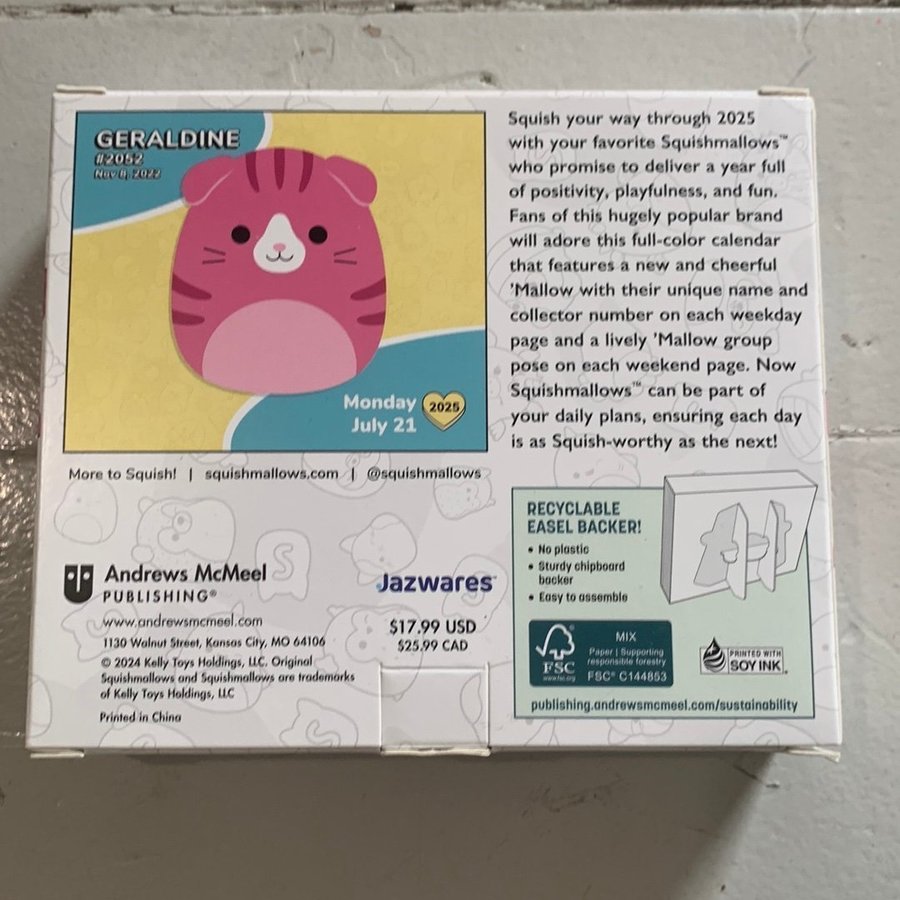 GERALDINE
#2052
Nov 8, 2022
Monday
July 21
2025
Squish your way through 2025
with your favorite Squishmallows™
who promise to deliver a year full
of positivity, playfulness, and fun.
Fans of this hugely popular brand
will adore this full-color calendar
that features a new and cheerful
'Mallow with their unique name and
collector number on each weekday
page and a lively 'Mallow group
pose on each weekend page. Now
Squishmallows™ can be part of
your daily plans, ensuring each day
is as Squish-worthy as the next!
More to Squish! | squishmallows.com | @squishmallows
Andrews McMeel
PUBLISHING®
www.andrewsmcmeel.com
1130 Walnut Street, Kansas City, MO 64106
© 2024 Kelly Toys Holdings, LLC. Original
Squishmallows and Squishmallows are trademarks
of Kelly Toys Holdings, LLC
Printed in China
Jazwares™
$17.99 USD
$25.99 CAD
RECYCLABLE
EASEL BACKER!
• No plastic
• Sturdy chipboard
backer
• Easy to assemble
FSC
www.fsc.org
MIX
Paper | Supporting
responsible forestry
FSC® C144853
PRINTED WITH
SOY INK
publishing.andrewsmcmeel.com/sustainability